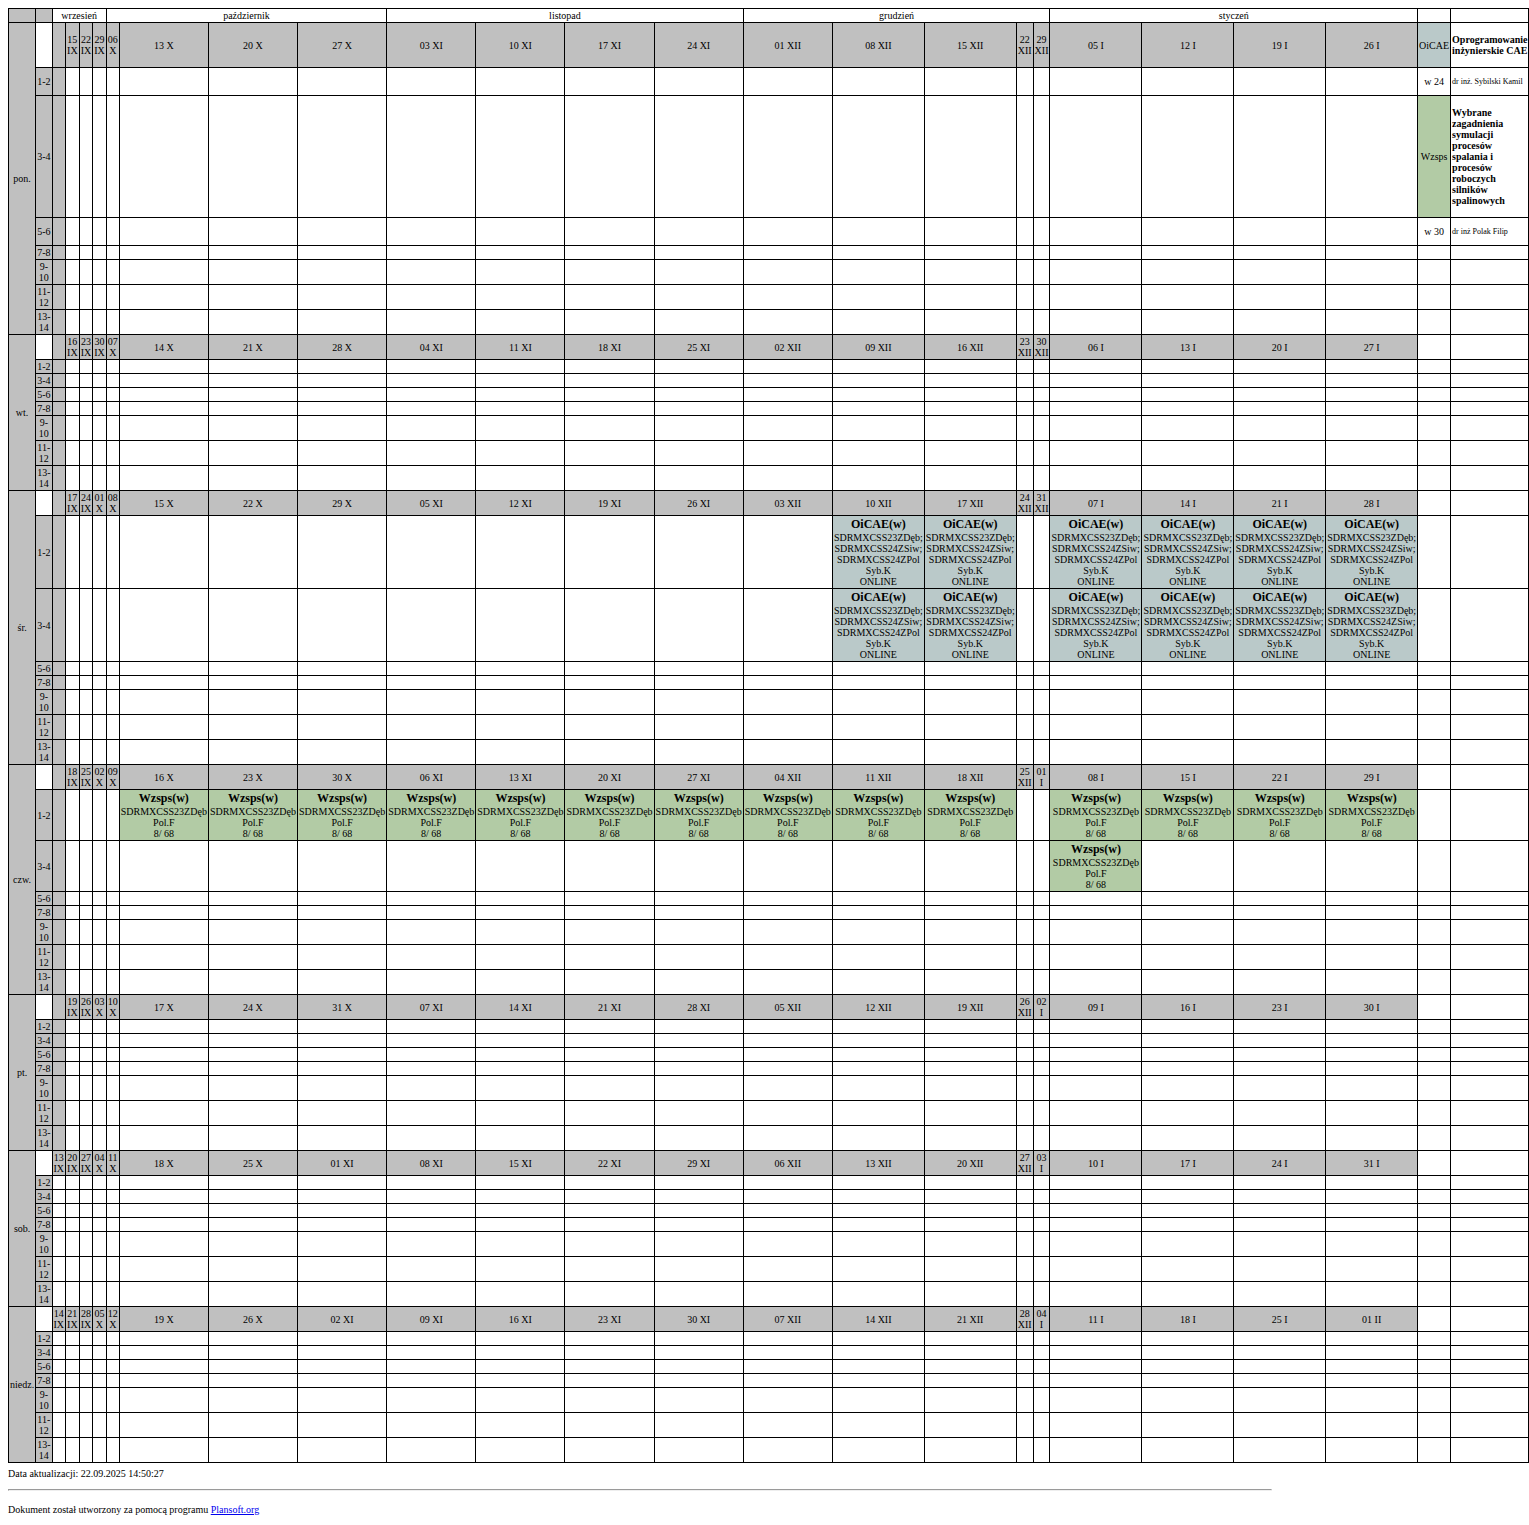 wrzesień październik listopad grudzień styczeń
pon.
15 IX 22 IX 29 IX 06 X 13 X 20 X 27 X 03 XI 10 XI 17 XI 24 XI 01 XII 08 XII 15 XII 22 XII 29 XII 05 I 12 I 19 I 26 I OiCAE Oprogramowanie inżynierskie CAE
1-2 w 24 dr inż. Sybilski Kamil
3-4 Wzsps Wybrane zagadnienia symulacji procesów spalania i procesów roboczych silników spalinowych
5-6 w 30 dr inż Polak Filip
7-8
9-10
11-12
13-14
wt.
16 IX 23 IX 30 IX 07 X 14 X 21 X 28 X 04 XI 11 XI 18 XI 25 XI 02 XII 09 XII 16 XII 23 XII 30 XII 06 I 13 I 20 I 27 I
1-2
3-4
5-6
7-8
9-10
11-12
13-14
śr.
17 IX 24 IX 01 X 08 X 15 X 22 X 29 X 05 XI 12 XI 19 XI 26 XI 03 XII 10 XII 17 XII 24 XII 31 XII 07 I 14 I 21 I 28 I
1-2
OiCAE(w) OiCAE(w) OiCAE(w) OiCAE(w) OiCAE(w) OiCAE(w)
SDRMXCSS23ZDęb; SDRMXCSS23ZDęb; SDRMXCSS23ZDęb; SDRMXCSS23ZDęb; SDRMXCSS23ZDęb; SDRMXCSS23ZDęb;
SDRMXCSS24ZSiw; SDRMXCSS24ZSiw; SDRMXCSS24ZSiw; SDRMXCSS24ZSiw; SDRMXCSS24ZSiw; SDRMXCSS24ZSiw;
SDRMXCSS24ZPol SDRMXCSS24ZPol SDRMXCSS24ZPol SDRMXCSS24ZPol SDRMXCSS24ZPol SDRMXCSS24ZPol
Syb.K Syb.K Syb.K Syb.K Syb.K Syb.K
ONLINE ONLINE ONLINE ONLINE ONLINE ONLINE
3-4
OiCAE(w) OiCAE(w) OiCAE(w) OiCAE(w) OiCAE(w) OiCAE(w)
SDRMXCSS23ZDęb; SDRMXCSS23ZDęb; SDRMXCSS23ZDęb; SDRMXCSS23ZDęb; SDRMXCSS23ZDęb; SDRMXCSS23ZDęb;
SDRMXCSS24ZSiw; SDRMXCSS24ZSiw; SDRMXCSS24ZSiw; SDRMXCSS24ZSiw; SDRMXCSS24ZSiw; SDRMXCSS24ZSiw;
SDRMXCSS24ZPol SDRMXCSS24ZPol SDRMXCSS24ZPol SDRMXCSS24ZPol SDRMXCSS24ZPol SDRMXCSS24ZPol
Syb.K Syb.K Syb.K Syb.K Syb.K Syb.K
ONLINE ONLINE ONLINE ONLINE ONLINE ONLINE
5-6
7-8
9-10
11-12
13-14
czw.
18 IX 25 IX 02 X 09 X 16 X 23 X 30 X 06 XI 13 XI 20 XI 27 XI 04 XII 11 XII 18 XII 25 XII 01 I 08 I 15 I 22 I 29 I
1-2
Wzsps(w) Wzsps(w) Wzsps(w) Wzsps(w) Wzsps(w) Wzsps(w) Wzsps(w) Wzsps(w) Wzsps(w) Wzsps(w) Wzsps(w) Wzsps(w) Wzsps(w) Wzsps(w)
SDRMXCSS23ZDęb SDRMXCSS23ZDęb SDRMXCSS23ZDęb SDRMXCSS23ZDęb SDRMXCSS23ZDęb SDRMXCSS23ZDęb SDRMXCSS23ZDęb SDRMXCSS23ZDęb SDRMXCSS23ZDęb SDRMXCSS23ZDęb SDRMXCSS23ZDęb SDRMXCSS23ZDęb SDRMXCSS23ZDęb SDRMXCSS23ZDęb
Pol.F Pol.F Pol.F Pol.F Pol.F Pol.F Pol.F Pol.F Pol.F Pol.F Pol.F Pol.F Pol.F Pol.F
8/ 68 8/ 68 8/ 68 8/ 68 8/ 68 8/ 68 8/ 68 8/ 68 8/ 68 8/ 68 8/ 68 8/ 68 8/ 68 8/ 68
3-4
Wzsps(w)
SDRMXCSS23ZDęb
Pol.F
8/ 68
5-6
7-8
9-10
11-12
13-14
pt.
19 IX 26 IX 03 X 10 X 17 X 24 X 31 X 07 XI 14 XI 21 XI 28 XI 05 XII 12 XII 19 XII 26 XII 02 I 09 I 16 I 23 I 30 I
1-2
3-4
5-6
7-8
9-10
11-12
13-14
sob.
13 IX 20 IX 27 IX 04 X 11 X 18 X 25 X 01 XI 08 XI 15 XI 22 XI 29 XI 06 XII 13 XII 20 XII 27 XII 03 I 10 I 17 I 24 I 31 I
1-2
3-4
5-6
7-8
9-10
11-12
13-14
niedz.
14 IX 21 IX 28 IX 05 X 12 X 19 X 26 X 02 XI 09 XI 16 XI 23 XI 30 XI 07 XII 14 XII 21 XII 28 XII 04 I 11 I 18 I 25 I 01 II
1-2
3-4
5-6
7-8
9-10
11-12
13-14
Data aktualizacji: 22.09.2025 14:50:27
Dokument został utworzony za pomocą programu Plansoft.org